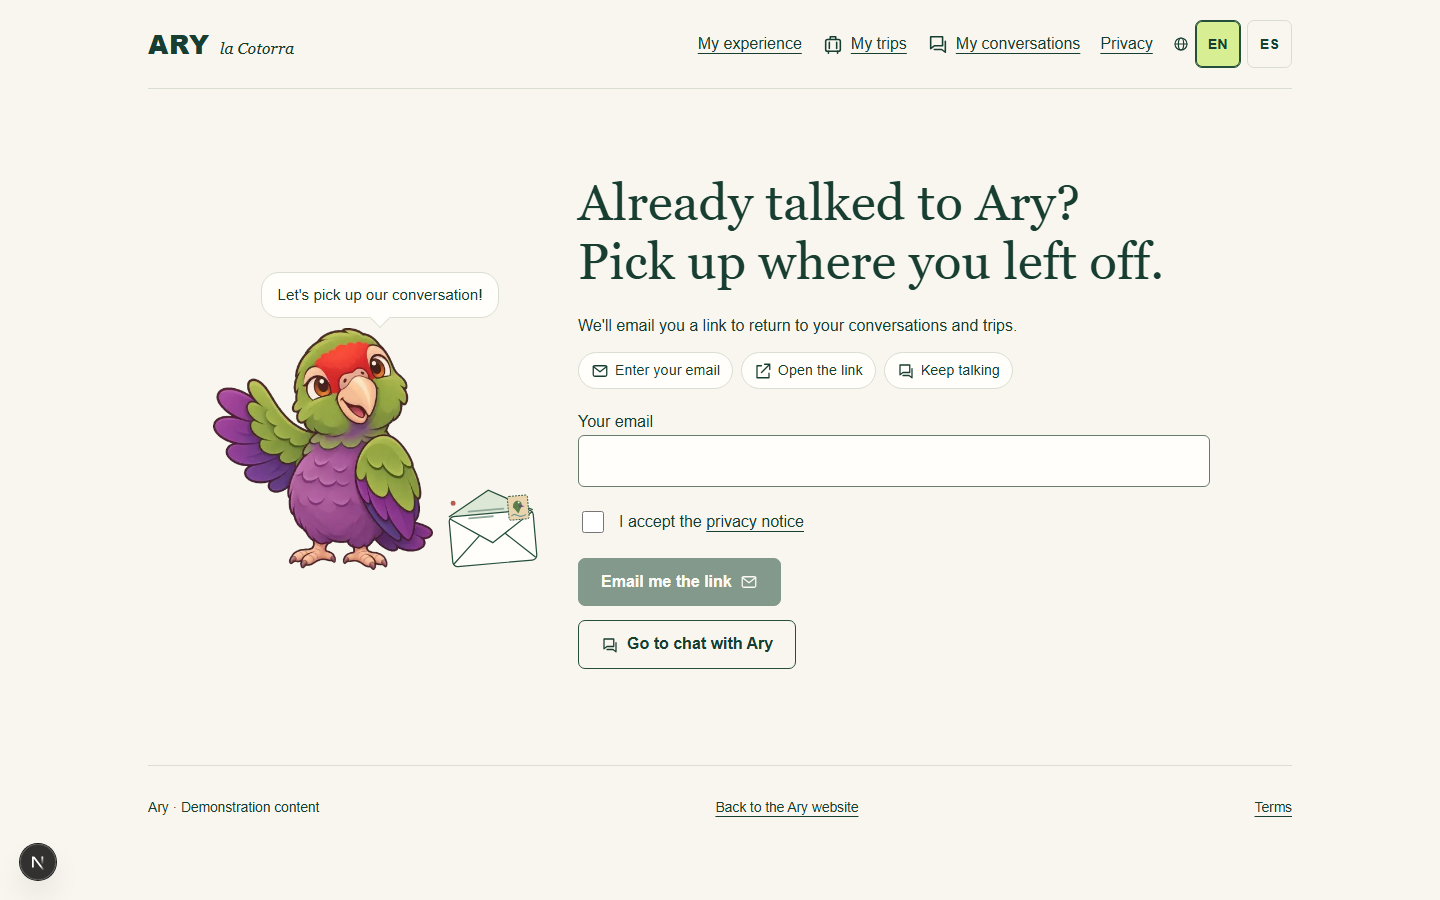 ARY la Cotorra
My experience
My trips
My conversations
Privacy
EN
ES
Already talked to Ary?
Pick up where you left off.
Let's pick up our conversation!
We'll email you a link to return to your conversations and trips.
Enter your email
Open the link
Keep talking
Your email
I accept the privacy notice
Email me the link
Go to chat with Ary
Ary · Demonstration content
Back to the Ary website
Terms
N